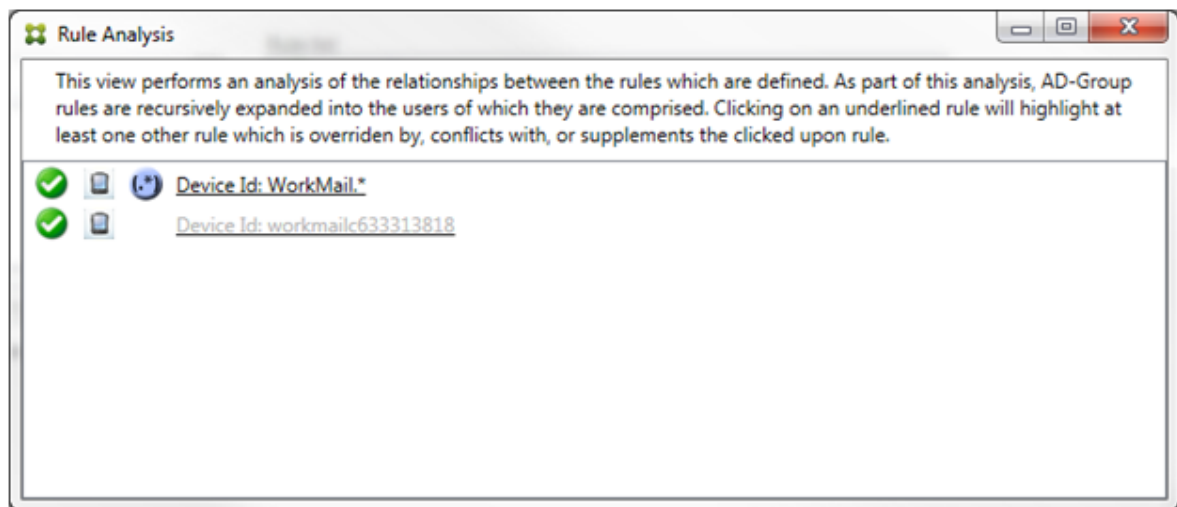 Rule Analysis
This view performs an analysis of the relationships between the rules which are defined. As part of this analysis, AD-Group
rules are recursively expanded into the users of which they are comprised. Clicking on an underlined rule will highlight at
least one other rule which is overriden by, conflicts with, or supplements the clicked upon rule.
(.*) Device Id: WorkMail.*
Device Id: workmailc633313818